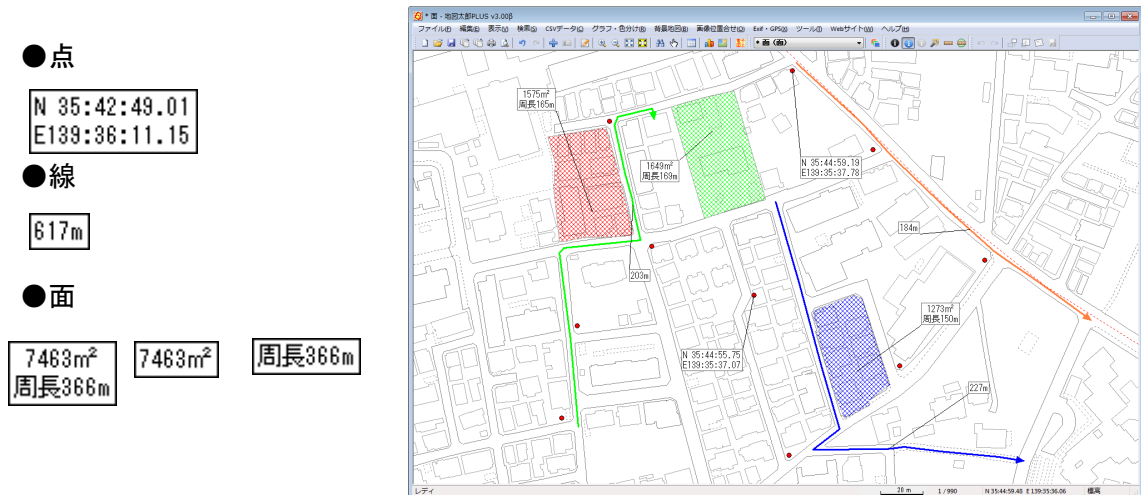 ●点
N 35:42:49.01
E139:36:11.15
●線
617m
●面
7463m²
周長366m
7463m²
周長366m
* 面 - 地図太郎PLUS v3.00β
ファイル(F) 編集(E) 表示(V) 検索(S) CSVデータ(C) グラフ・色分け(B) 背景地図(B) 画像位置合せ(O) Exif・GPS(X) ツール(T) Webサイト(W) ヘルプ(H)
* 面 (面)
1575m²
周長165m
1649m²
周長169m
N 35:44:59.19
E139:35:37.78
184m
203m
1273m²
周長150m
N 35:44:55.75
E139:35:37.07
227m
レディ
20 m
1 / 990
N 35:44:59.48 E 139:35:36.06
標高